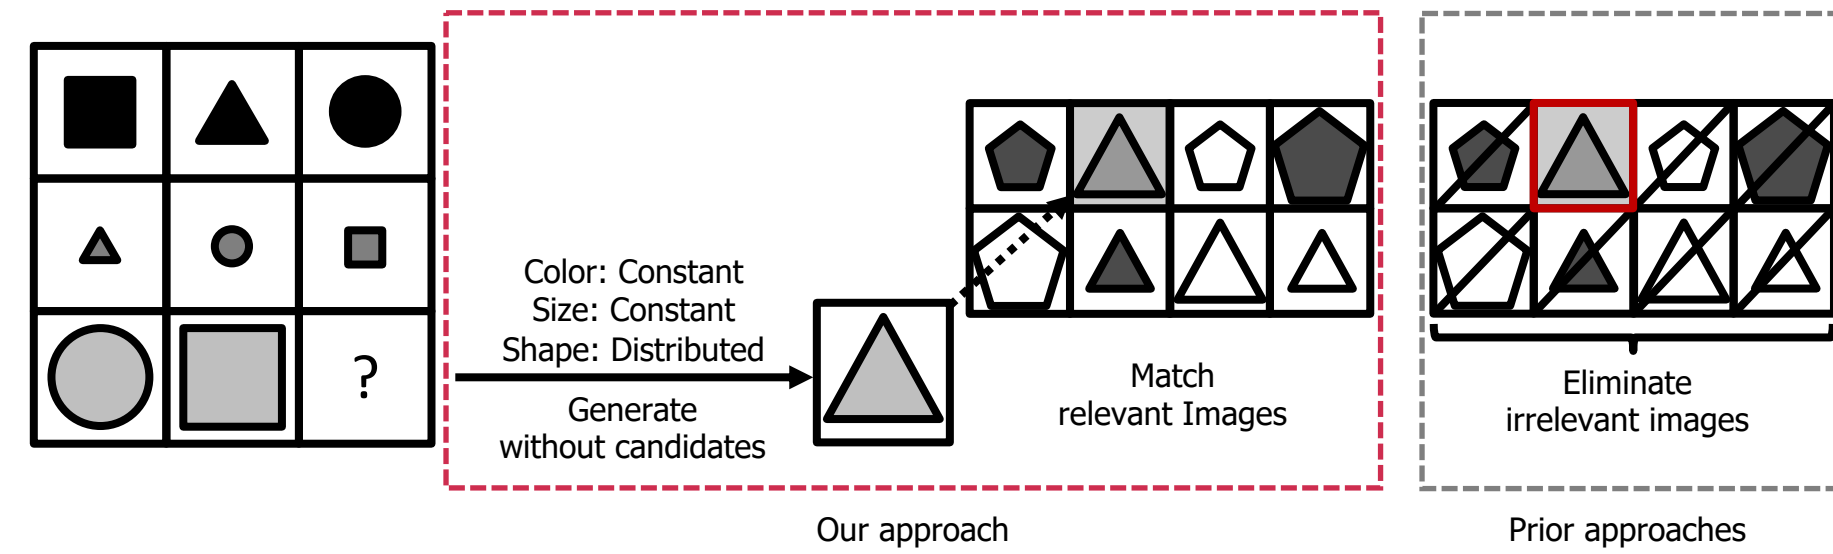 ?
Color: Constant
Size: Constant
Shape: Distributed
Generate
without candidates
Match
relevant Images
Our approach
Eliminate
irrelevant images
Prior approaches